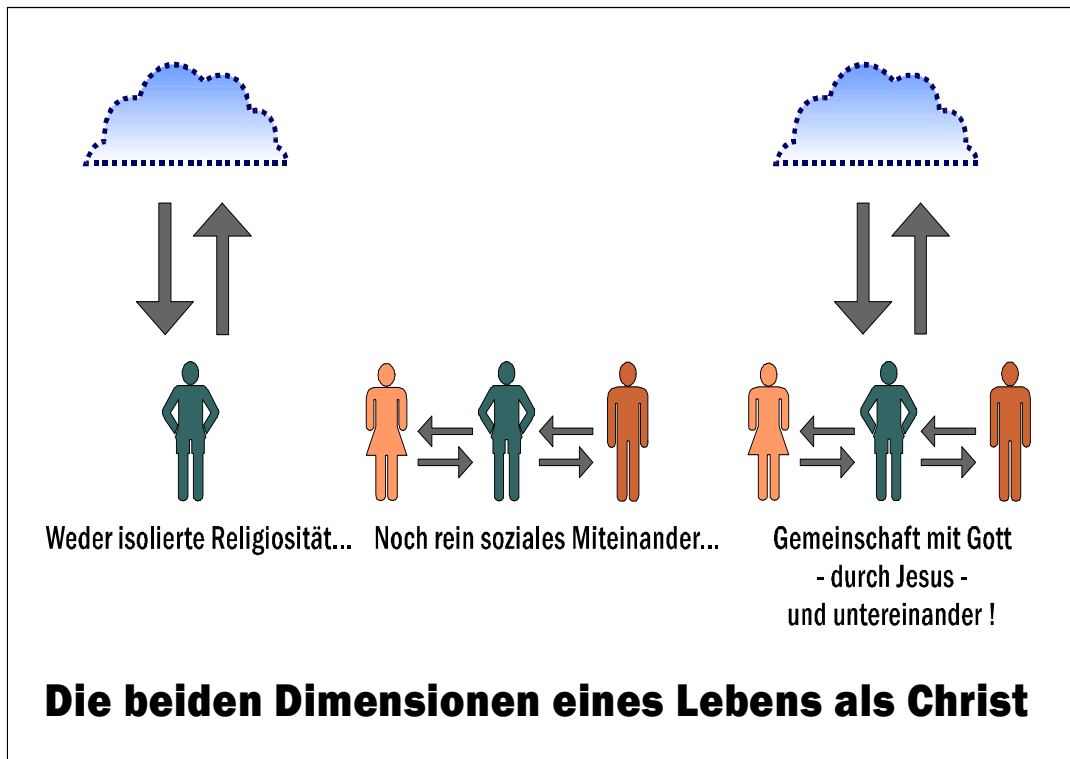 Weder isolierte Religiosität...
Noch rein soziales Miteinander...
Gemeinschaft mit Gott
- durch Jesus -
und untereinander !
Die beiden Dimensionen eines Lebens als Christ